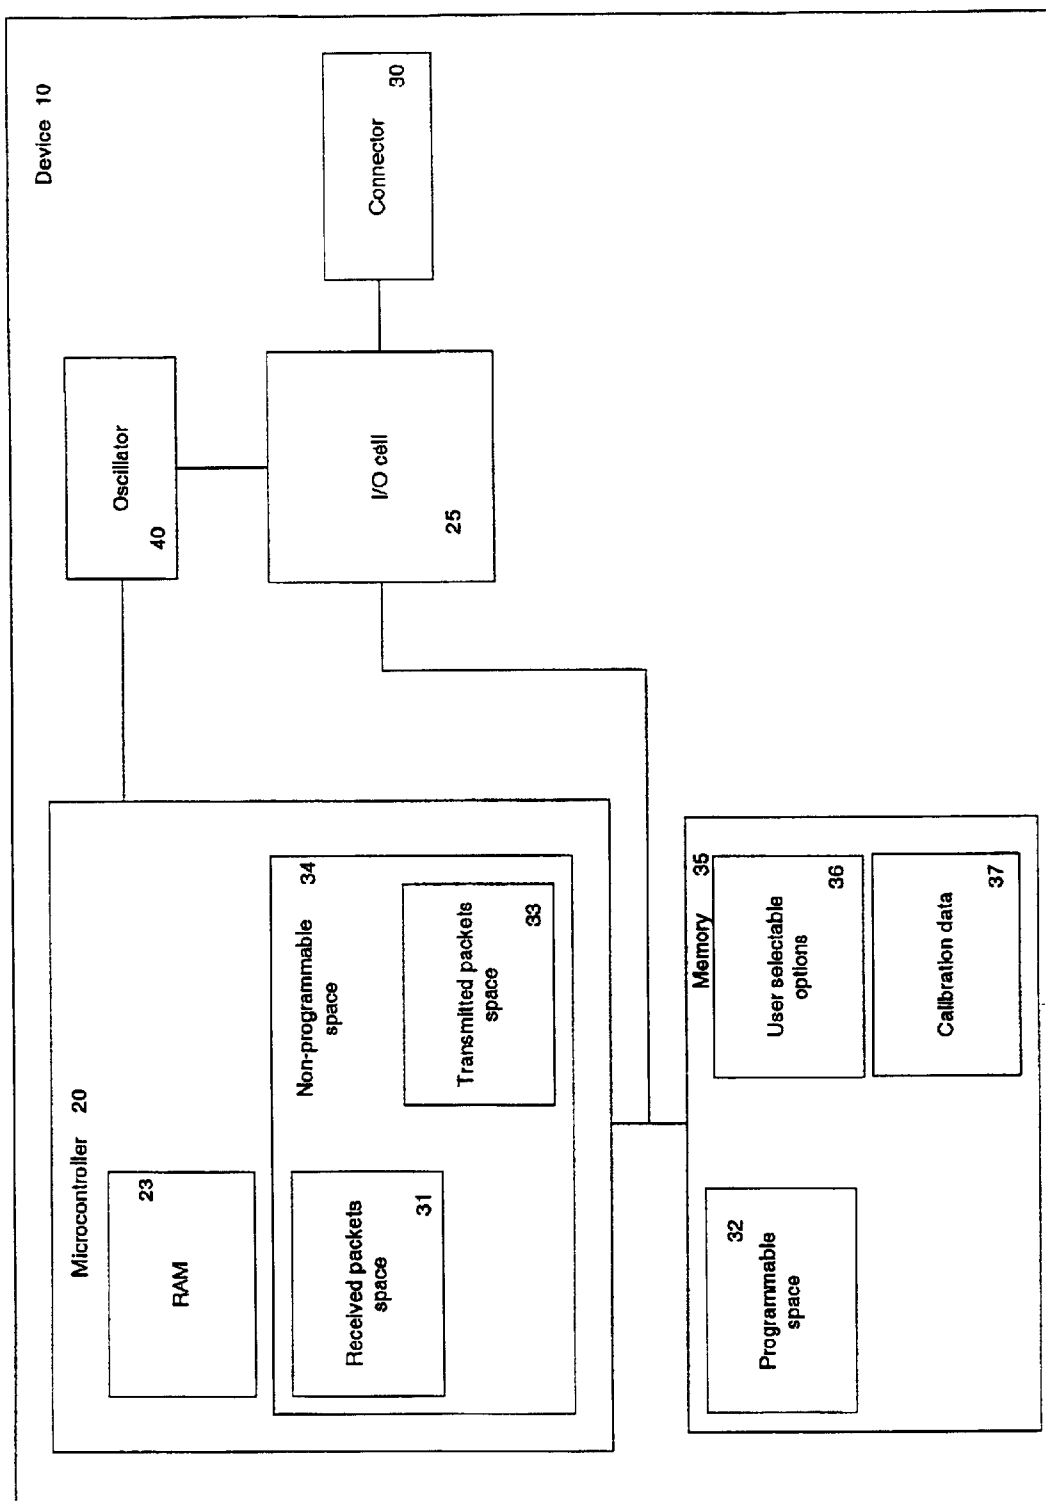 Device 10
Microcontroller 20
RAM
23
Oscillator
40
Non-programmable
space
34
Received packets
space
31
Transmitted packets
space
33
I/O cell
25
Connector
30
Memory 35
Programmable
space
32
User selectable
options
36
Calibration data
37